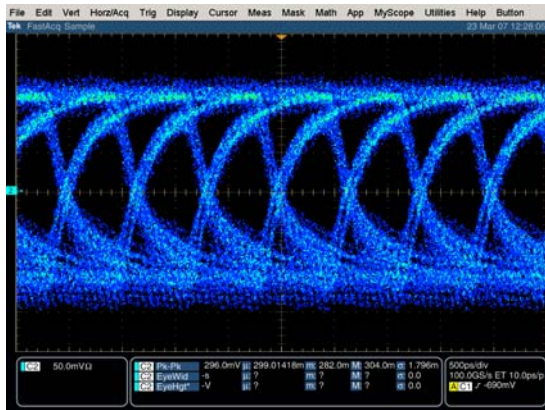 File Edit Vert Horz/Acq Trig Display Cursor Meas Mask Math App MyScope Utilities Help Button
Tek FastAcq Sample 23 Mar 07 12:28:05
2
C2 50.0mVΩ
C2 Pk-Pk 296.0mV µ: 299.01418m m: 282.0m M: 304.0m σ: 1.796m
C2 EyeWid -s µ: ? m: ? M: ? σ: 0.0
C2 EyeHgt* -V µ: ? m: ? M: ? σ: 0.0
500ps/div
100.0GS/s ET 10.0ps/p
A C1 -690mV